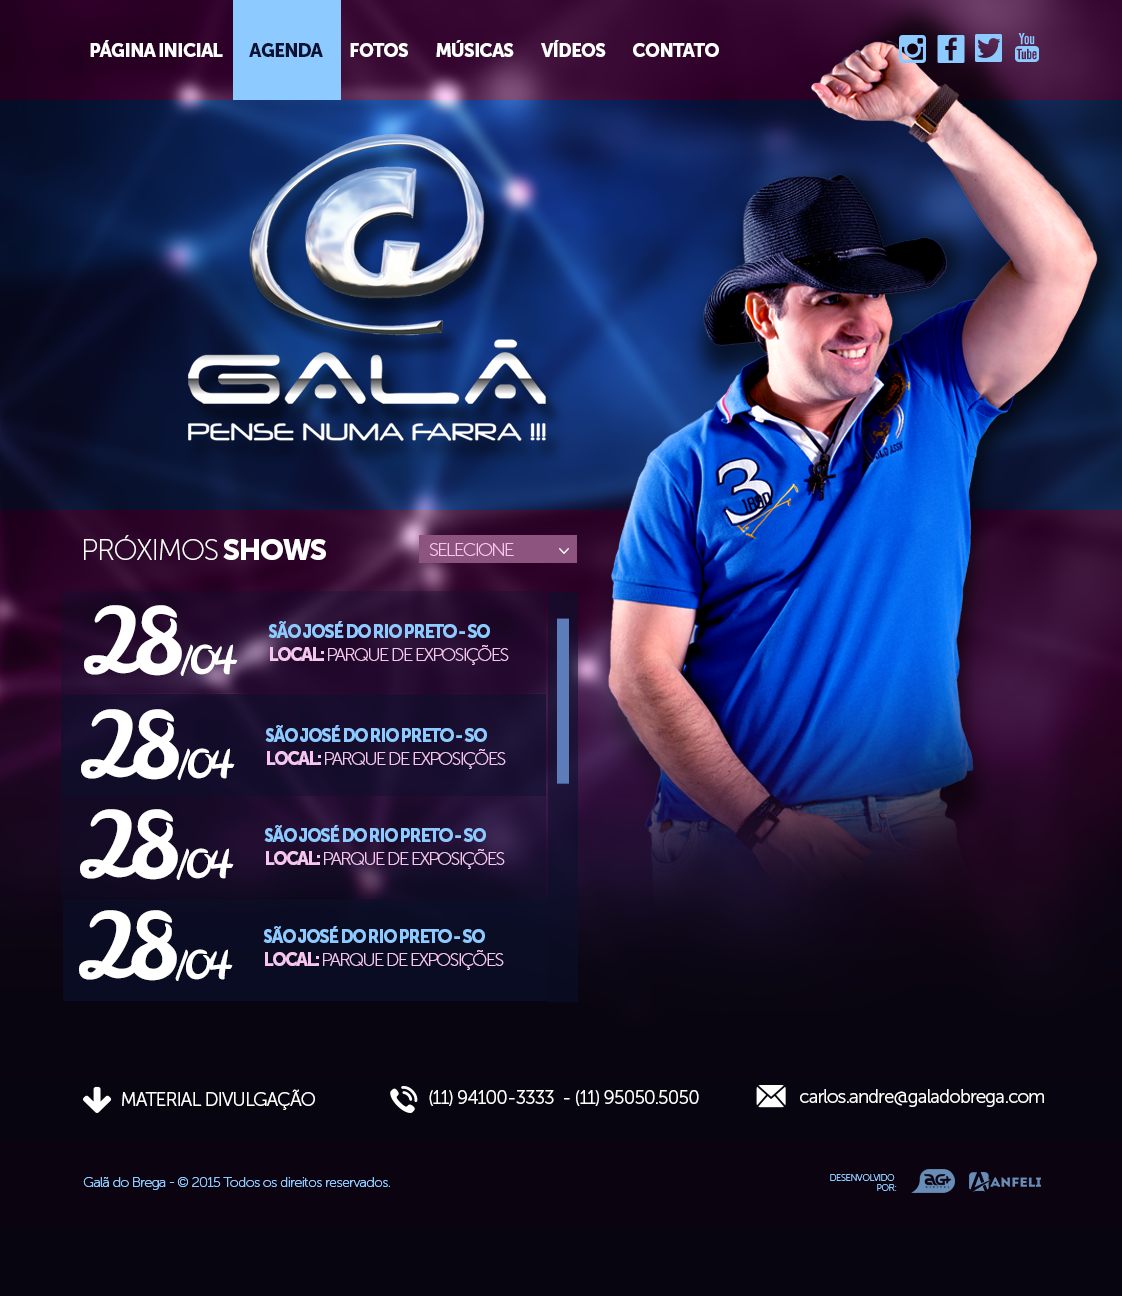 PÁGINA INICIAL AGENDA FOTOS MÚSICAS VÍDEOS CONTATO
You
Tube
GALÃ
PENSE NUMA FARRA !!!
3
1890
PRÓXIMOS SHOWS
SELECIONE
28/04
SÃO JOSÉ DO RIO PRETO - SO
LOCAL: PARQUE DE EXPOSIÇÕES
28/04
SÃO JOSÉ DO RIO PRETO - SO
LOCAL: PARQUE DE EXPOSIÇÕES
28/04
SÃO JOSÉ DO RIO PRETO - SO
LOCAL: PARQUE DE EXPOSIÇÕES
28/04
SÃO JOSÉ DO RIO PRETO - SO
LOCAL: PARQUE DE EXPOSIÇÕES
MATERIAL DIVULGAÇÃO
(11) 94100-3333 - (11) 95050.5050
carlos.andre@galadobrega.com
Galã do Brega - © 2015 Todos os direitos reservados.
DESENVOLVIDO
POR:
AG+
ANFELI